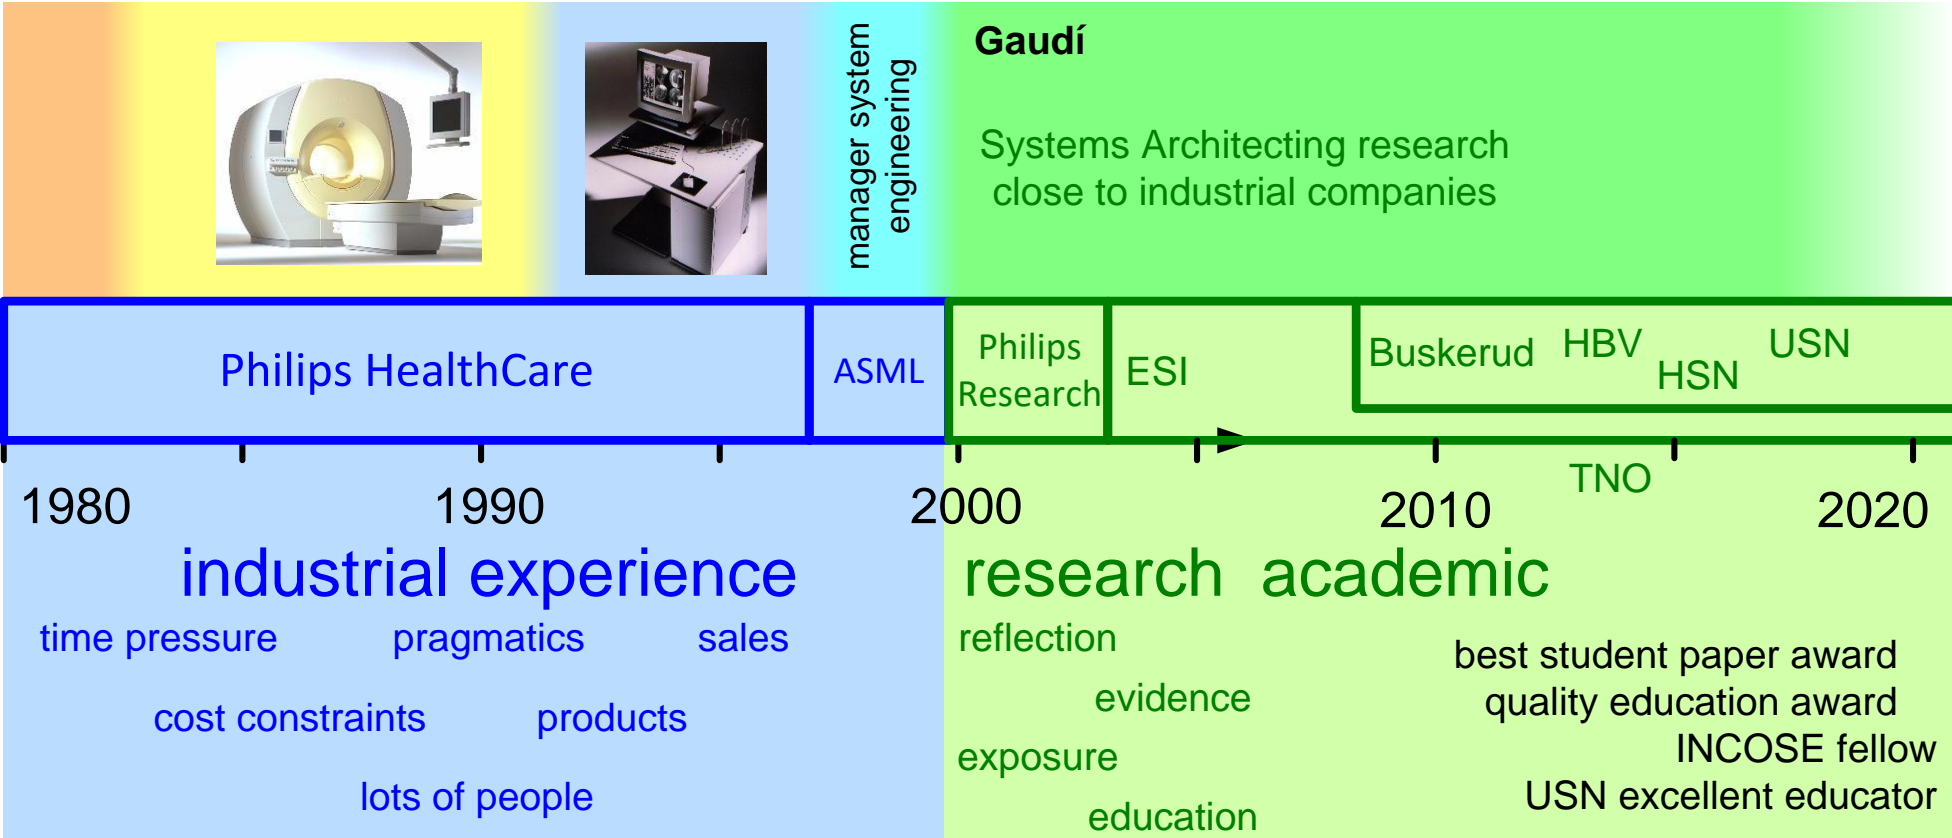 manager system
engineering
Gaudí
Systems Architecting research
close to industrial companies
Philips HealthCare
ASML
Philips
Research
ESI
Buskerud
HBV
HSN
USN
TNO
1980
1990
2000
2010
2020
industrial experience
research academic
time pressure
pragmatics
sales
cost constraints
products
lots of people
reflection
evidence
exposure
education
best student paper award
quality education award
INCOSE fellow
USN excellent educator